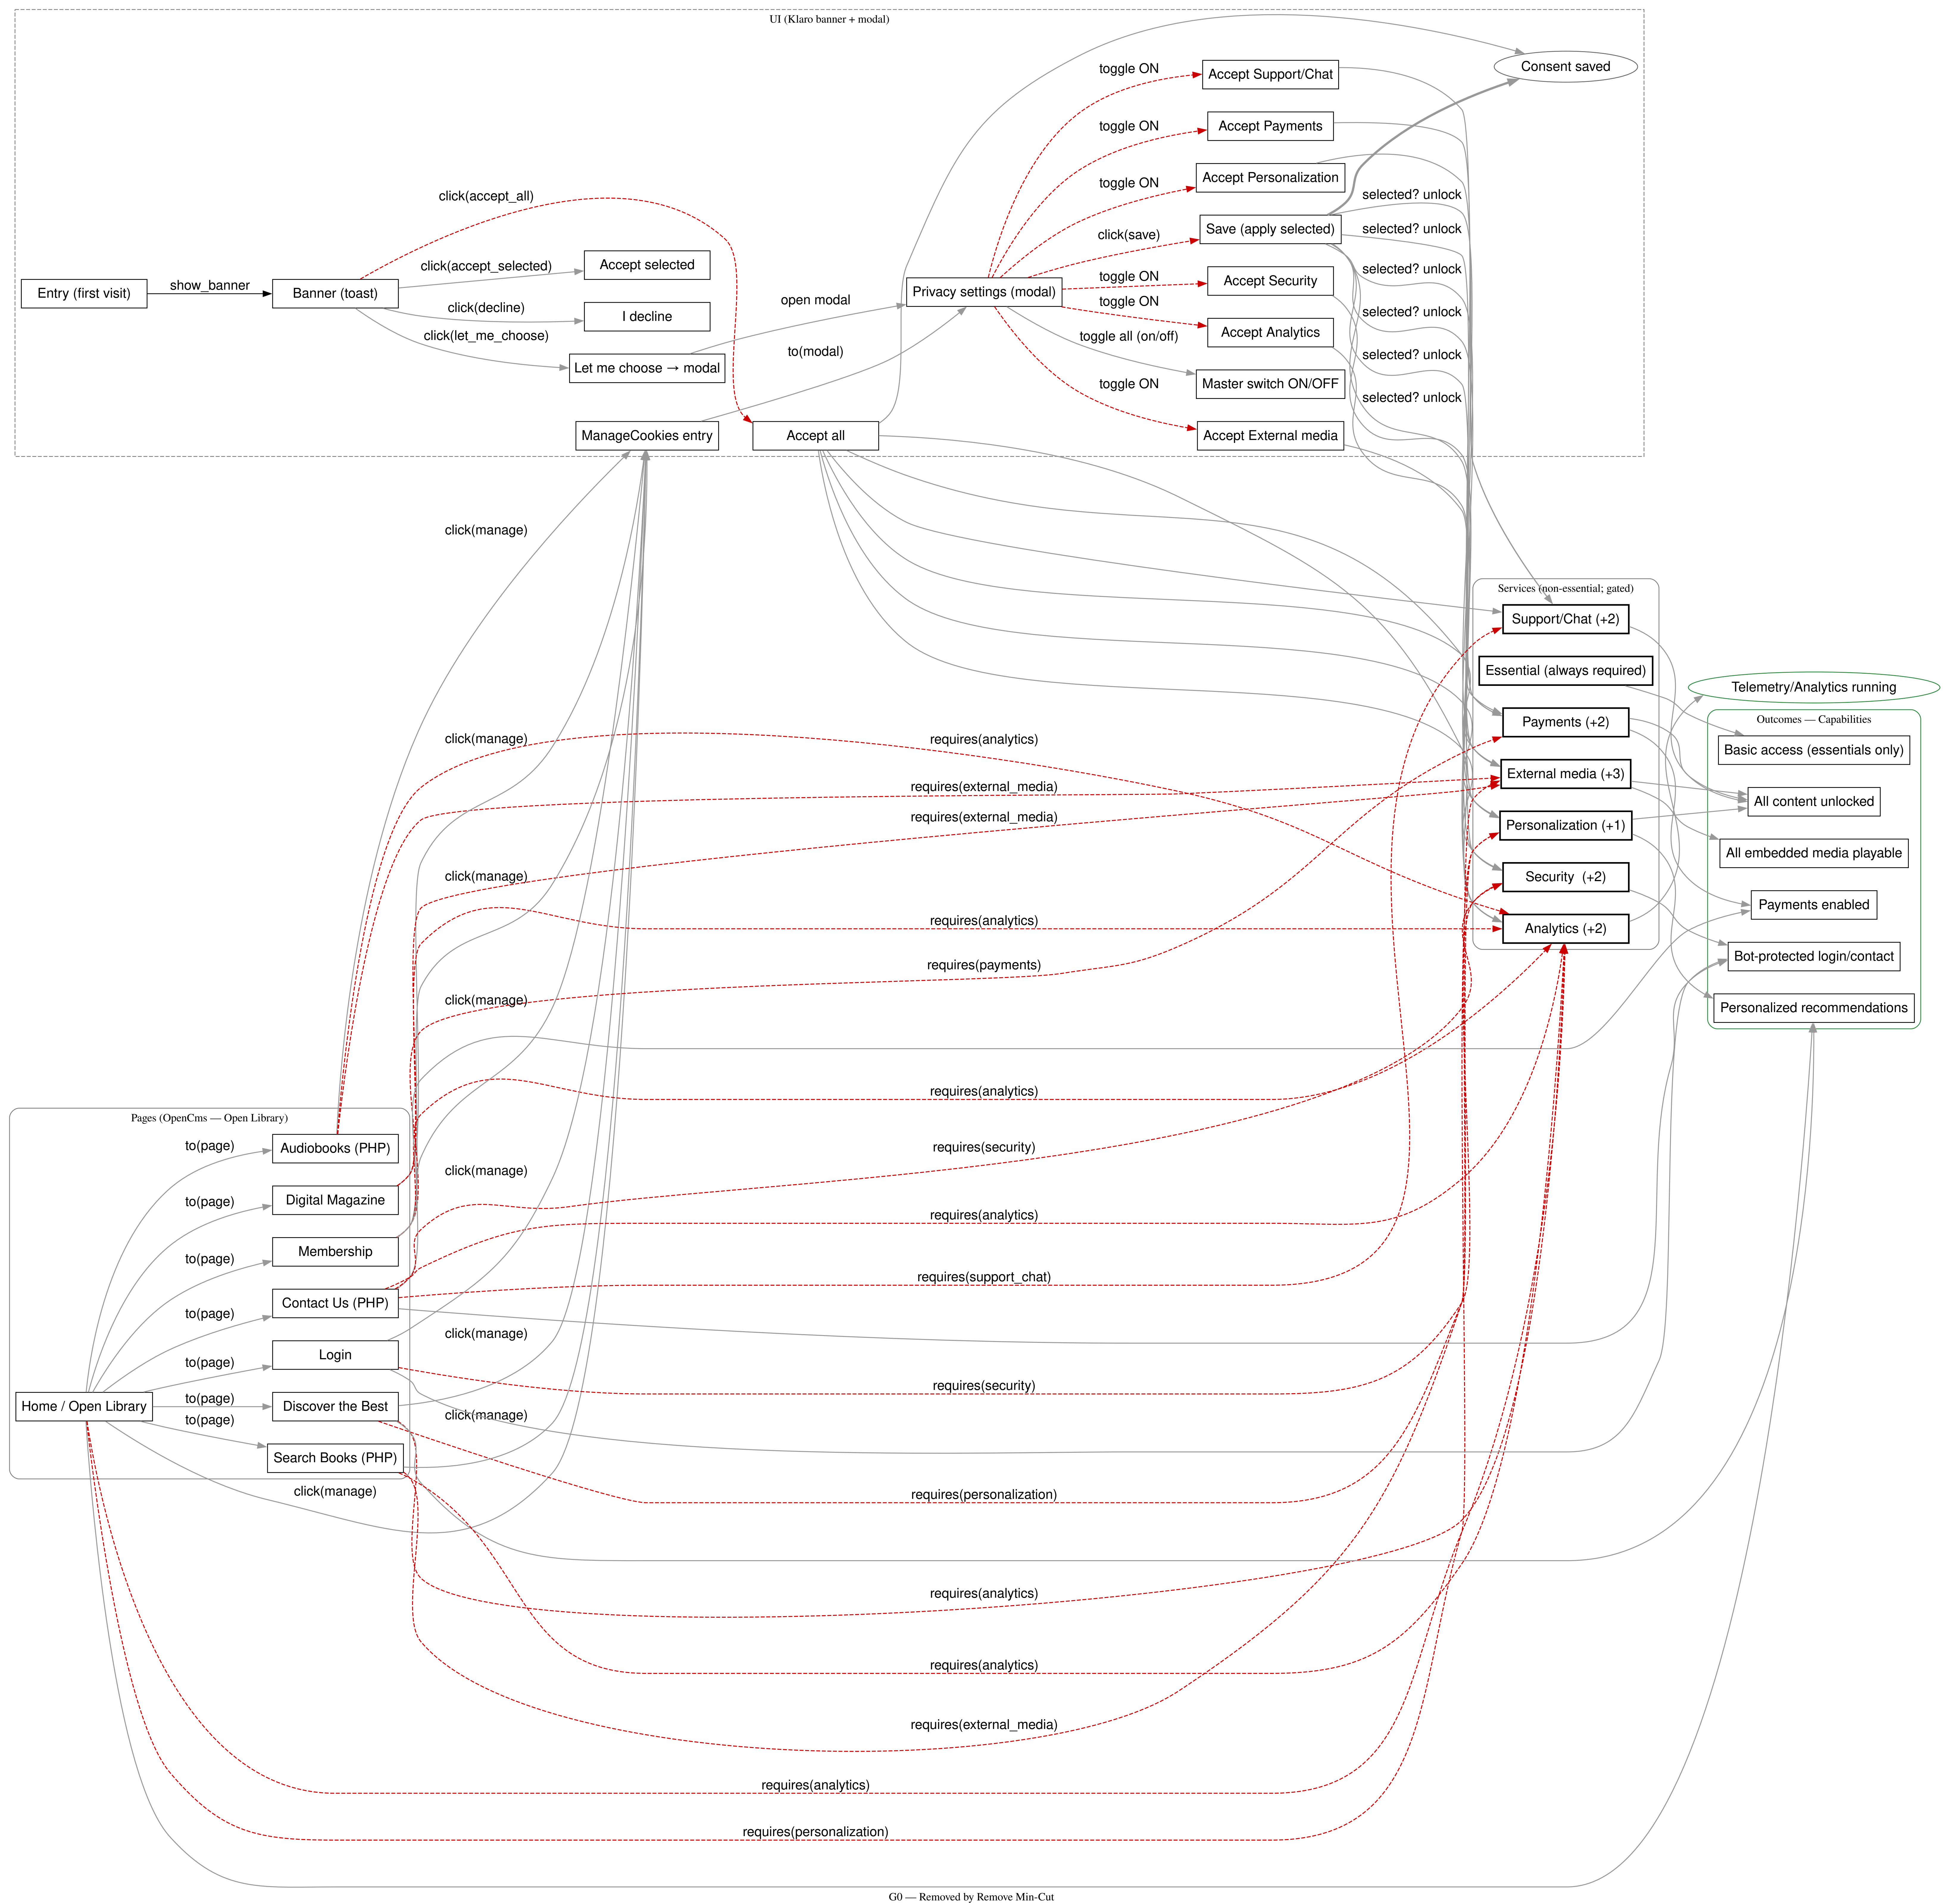 UI (Klaro banner + modal)
Consent saved
toggle ON
Accept Support/Chat
toggle ON
Accept Payments
toggle ON
Accept Personalization
click(accept_all)
selected? unlock
click(save)
Save (apply selected)
selected? unlock
click(accept_selected)
Accept selected
toggle ON
Accept Security
selected? unlock
Entry (first visit)
show_banner
Banner (toast)
Privacy settings (modal)
open modal
toggle ON
click(decline)
I decline
selected? unlock
Accept Analytics
click(let_me_choose)
toggle all (on/off)
to(modal)
selected? unlock
Let me choose → modal
toggle ON
Master switch ON/OFF
selected? unlock
ManageCookies entry
Accept all
Accept External media
click(manage)
Services (non-essential; gated)
Support/Chat (+2)
Essential (always required)
Telemetry/Analytics running
Outcomes — Capabilities
Payments (+2)
click(manage)
requires(analytics)
Basic access (essentials only)
External media (+3)
requires(external_media)
All content unlocked
requires(external_media)
Personalization (+1)
All embedded media playable
click(manage)
Security  (+2)
Payments enabled
requires(analytics)
Analytics (+2)
Bot-protected login/contact
requires(payments)
click(manage)
Personalized recommendations
requires(analytics)
Pages (OpenCms — Open Library)
to(page)
Audiobooks (PHP)
requires(security)
click(manage)
to(page)
Digital Magazine
requires(analytics)
to(page)
Membership
requires(support_chat)
to(page)
Contact Us (PHP)
click(manage)
to(page)
Login
requires(security)
Home / Open Library
to(page)
Discover the Best
click(manage)
to(page)
Search Books (PHP)
click(manage)
requires(personalization)
requires(analytics)
requires(analytics)
requires(external_media)
requires(analytics)
requires(personalization)
G0 — Removed by Remove Min-Cut